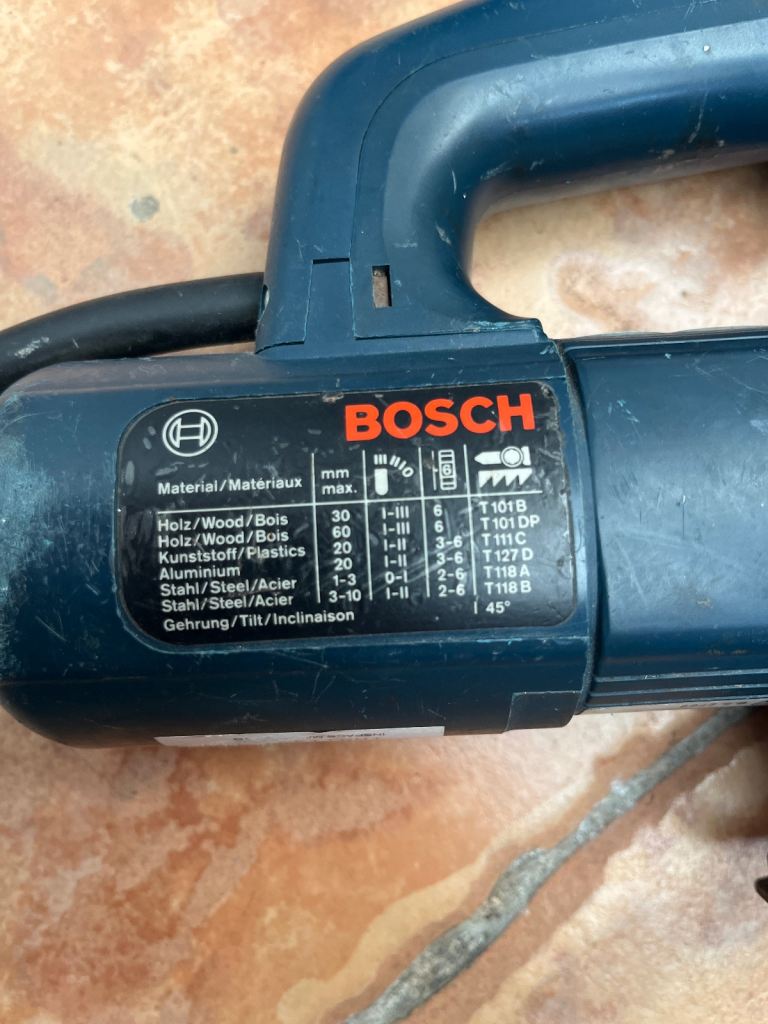 BOSCH
Material/Matériaux mm max. 6
Holz/Wood/Bois 30 I-III 6 T 101 B
Holz/Wood/Bois 60 I-III 6 T 101 DP
Kunststoff/Plastics 20 I-II 3-6 T 111 C
Aluminium 20 I-II 3-6 T 127 D
Stahl/Steel/Acier 1-3 0-I 2-6 T 118 A
Stahl/Steel/Acier 3-10 I-II 2-6 T 118 B
Gehrung/Tilt/Inclinaison 45°